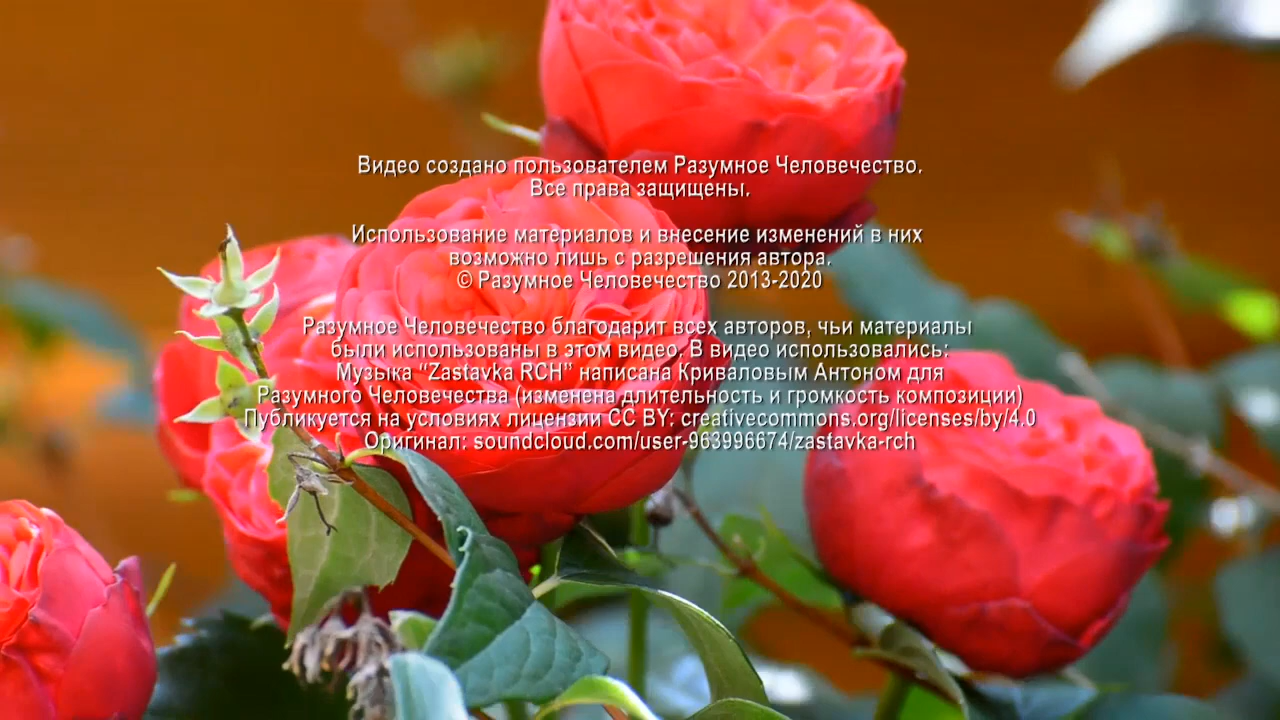 Видео создано пользователем Разумное Человечество.
Все права защищены.
Использование материалов и внесение изменений в них
возможно лишь с разрешения автора.
© Разумное Человечество 2013-2020
Разумное Человечество благодарит всех авторов, чьи материалы
были использованы в этом видео. В видео использовались:
Музыка “Zastavka RCH” написана Криваловым Антоном для
Разумного Человечества (изменена длительность и громкость композиции)
Публикуется на условиях лицензии CC BY: creativecommons.org/licenses/by/4.0
Оригинал: soundcloud.com/user-963996674/zastavka-rch